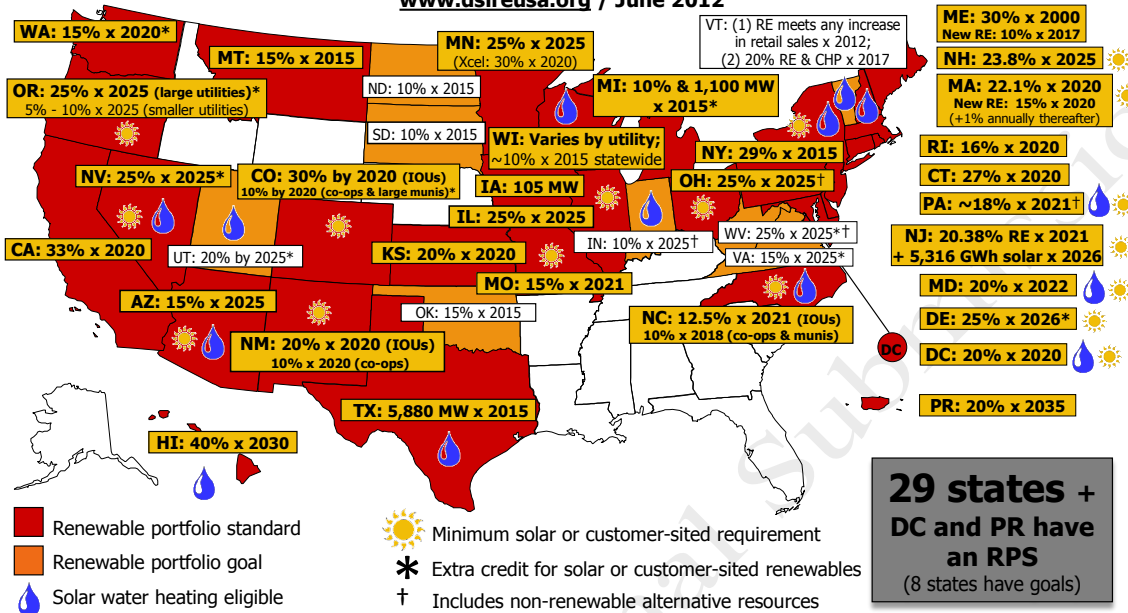 www.dsireusa.org / June 2012
WA: 15% x 2020*
MT: 15% x 2015
MN: 25% x 2025
(Xcel: 30% x 2020)
VT: (1) RE meets any increase
in retail sales x 2012;
(2) 20% RE & CHP x 2017
ME: 30% x 2000
New RE: 10% x 2017
NH: 23.8% x 2025
OR: 25% x 2025 (large utilities)*
5% - 10% x 2025 (smaller utilities)
ND: 10% x 2015
MI: 10% & 1,100 MW
x 2015*
MA: 22.1% x 2020
New RE: 15% x 2020
(+1% annually thereafter)
SD: 10% x 2015
WI: Varies by utility;
~10% x 2015 statewide
NY: 29% x 2015
RI: 16% x 2020
CT: 27% x 2020
NV: 25% x 2025*
CO: 30% by 2020 (IOUs)
10% by 2020 (co-ops & large munis)*
IA: 105 MW
OH: 25% x 2025†
PA: ~18% x 2021†
IL: 25% x 2025
CA: 33% x 2020
UT: 20% by 2025*
KS: 20% x 2020
IN: 10% x 2025†
WV: 25% x 2025*†
VA: 15% x 2025*
NJ: 20.38% RE x 2021
+ 5,316 GWh solar x 2026
MO: 15% x 2021
MD: 20% x 2022
AZ: 15% x 2025
OK: 15% x 2015
NC: 12.5% x 2021 (IOUs)
10% x 2018 (co-ops & munis)
DE: 25% x 2026*
NM: 20% x 2020 (IOUs)
10% x 2020 (co-ops)
DC
DC: 20% x 2020
TX: 5,880 MW x 2015
PR: 20% x 2035
HI: 40% x 2030
29 states +
DC and PR have
an RPS
(8 states have goals)
Renewable portfolio standard
Renewable portfolio goal
Solar water heating eligible
Minimum solar or customer-sited requirement
* Extra credit for solar or customer-sited renewables
† Includes non-renewable alternative resources